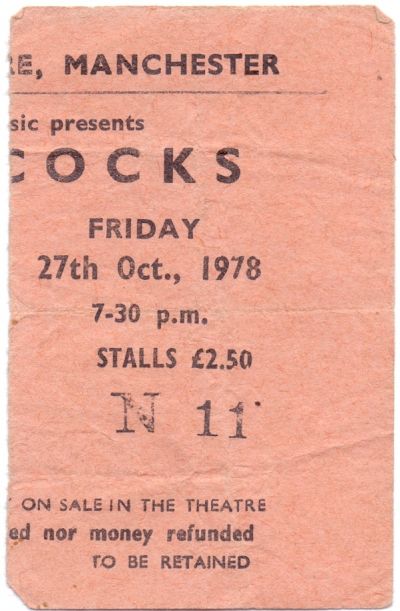 RE, MANCHESTER
sic presents
COCKS
FRIDAY
27th Oct., 1978
7-30 p.m.
STALLS £2.50
N 11
ON SALE IN THE THEATRE
ed nor money refunded
TO BE RETAINED